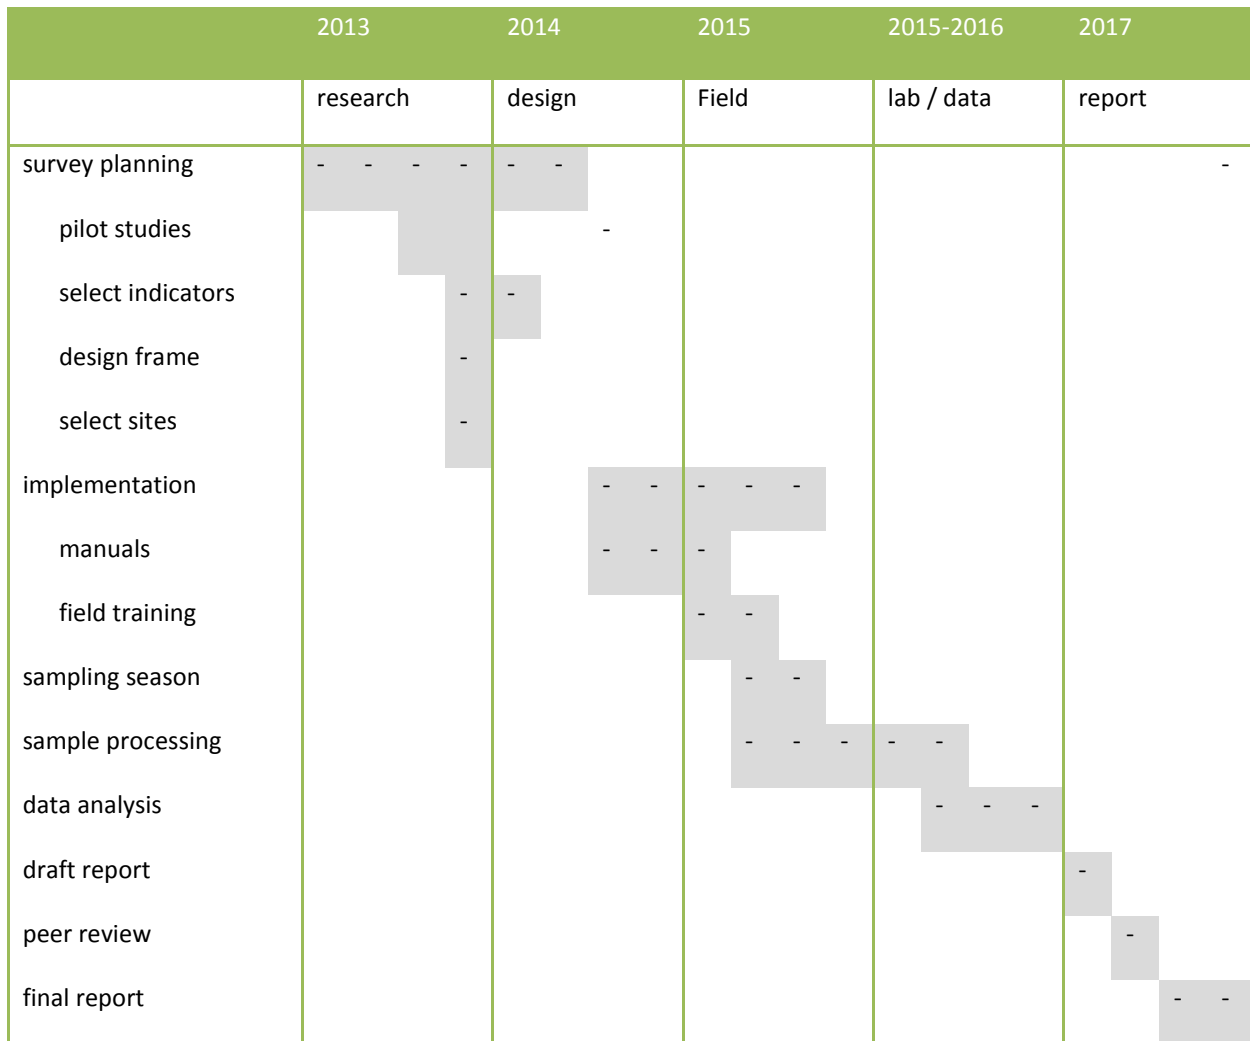 2013 2014 2015 2015-2016 2017
research design Field lab / data report
survey planning - - - - - - -
pilot studies -
select indicators - -
design frame -
select sites -
implementation - - - - -
manuals - - -
field training - -
sampling season - -
sample processing - - - - -
data analysis - - -
draft report -
peer review -
final report - -